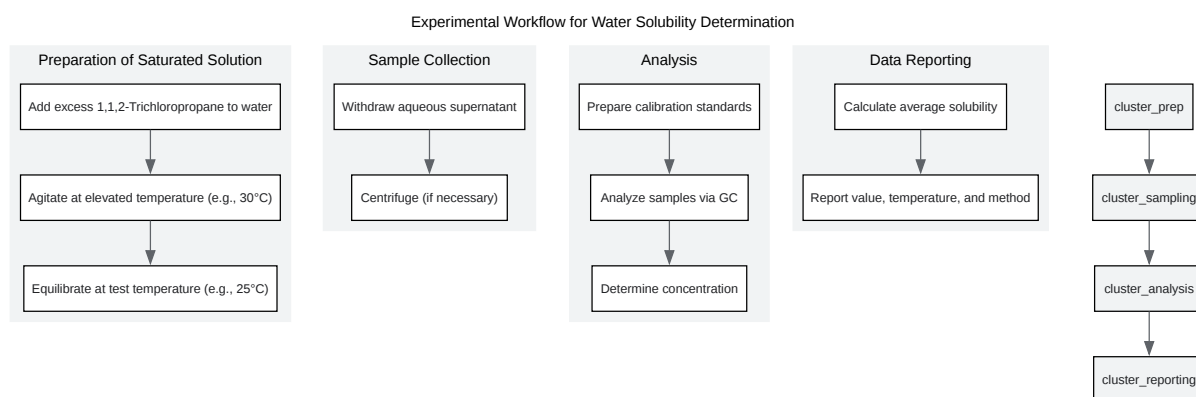 Experimental Workflow for Water Solubility Determination
Preparation of Saturated Solution
Add excess 1,1,2-Trichloropropane to water
Agitate at elevated temperature (e.g., 30°C)
Equilibrate at test temperature (e.g., 25°C)
Sample Collection
Withdraw aqueous supernatant
Centrifuge (if necessary)
Analysis
Prepare calibration standards
Analyze samples via GC
Determine concentration
Data Reporting
Calculate average solubility
Report value, temperature, and method
cluster_prep
cluster_sampling
cluster_analysis
cluster_reporting